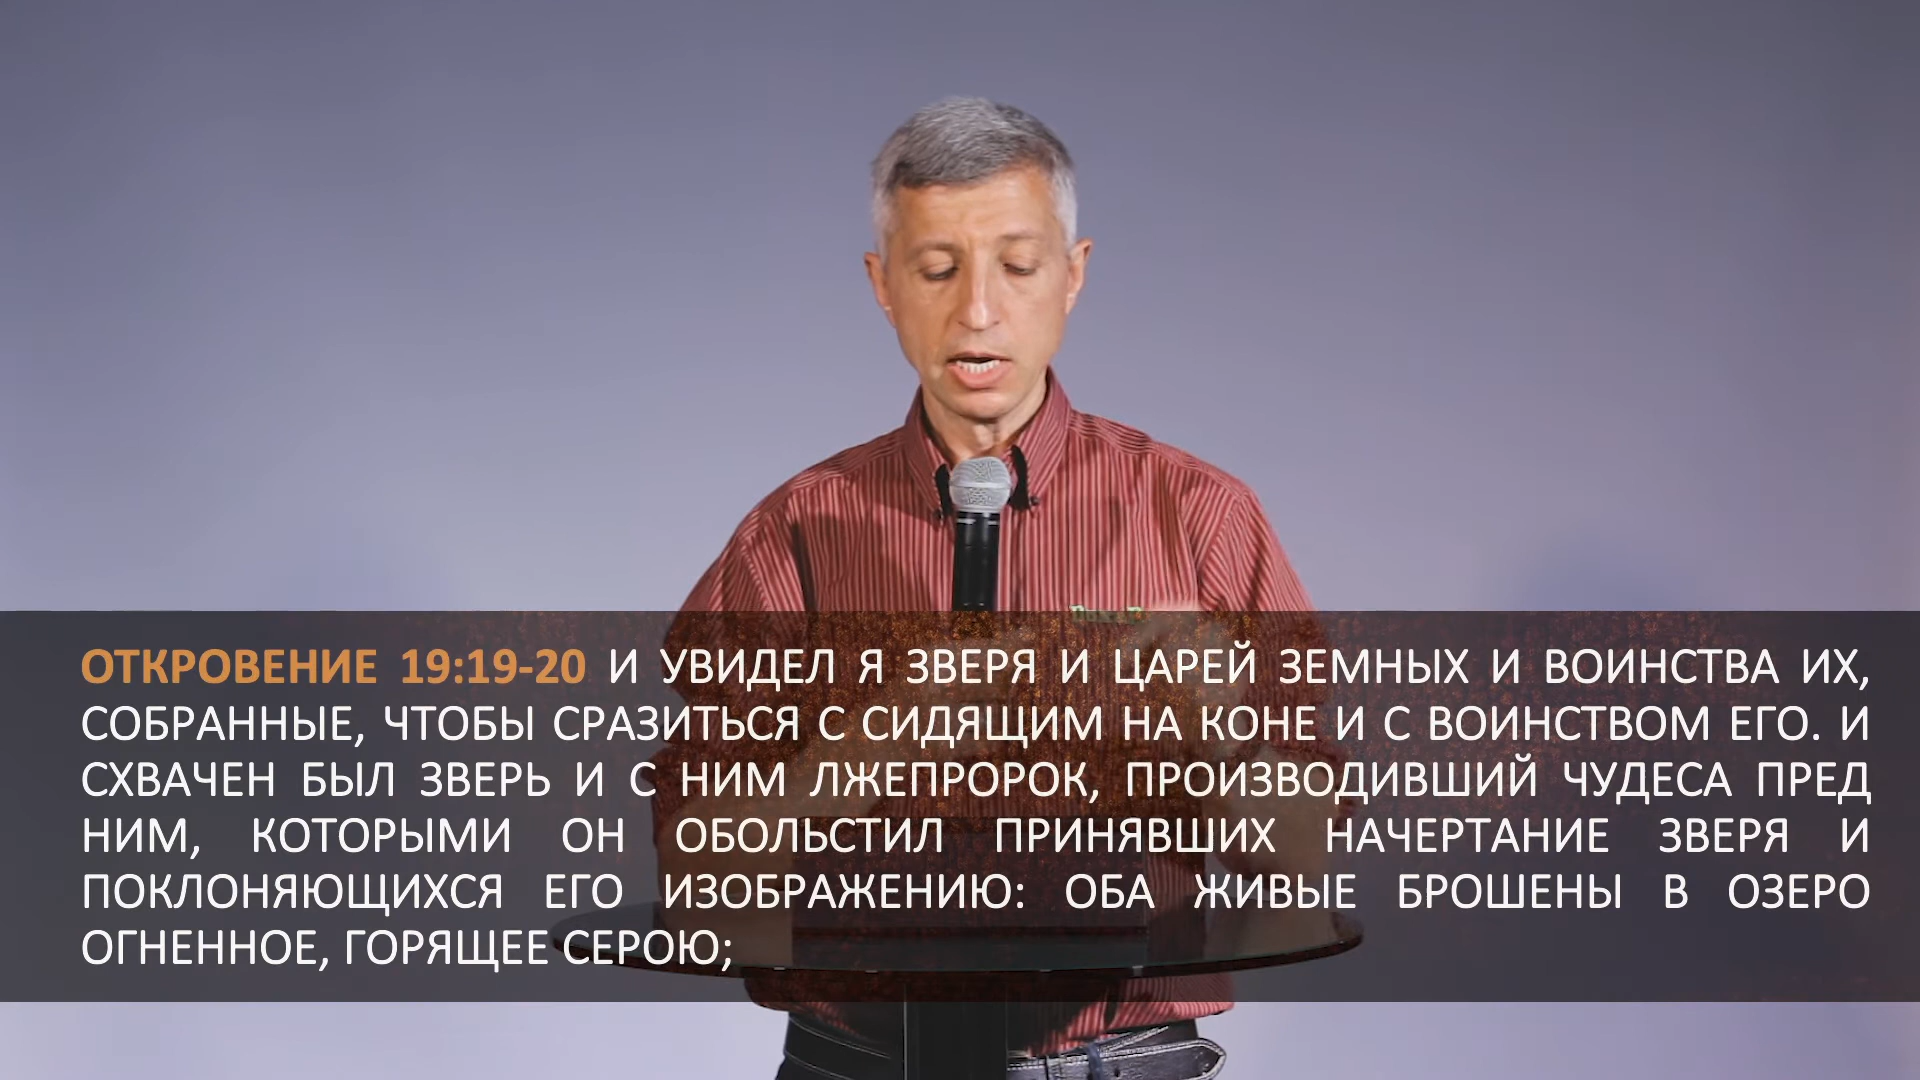 ОТКРОВЕНИЕ 19:19-20 И УВИДЕЛ Я ЗВЕРЯ И ЦАРЕЙ ЗЕМНЫХ И ВОИНСТВА ИХ,
СОБРАННЫЕ, ЧТОБЫ СРАЗИТЬСЯ С СИДЯЩИМ НА КОНЕ И С ВОИНСТВОМ ЕГО. И
СХВАЧЕН БЫЛ ЗВЕРЬ И С НИМ ЛЖЕПРОРОК, ПРОИЗВОДИВШИЙ ЧУДЕСА ПРЕД
НИМ, КОТОРЫМИ ОН ОБОЛЬСТИЛ ПРИНЯВШИХ НАЧЕРТАНИЕ ЗВЕРЯ И
ПОКЛОНЯЮЩИХСЯ ЕГО ИЗОБРАЖЕНИЮ: ОБА ЖИВЫЕ БРОШЕНЫ В ОЗЕРО
ОГНЕННОЕ, ГОРЯЩЕЕ СЕРОЮ;